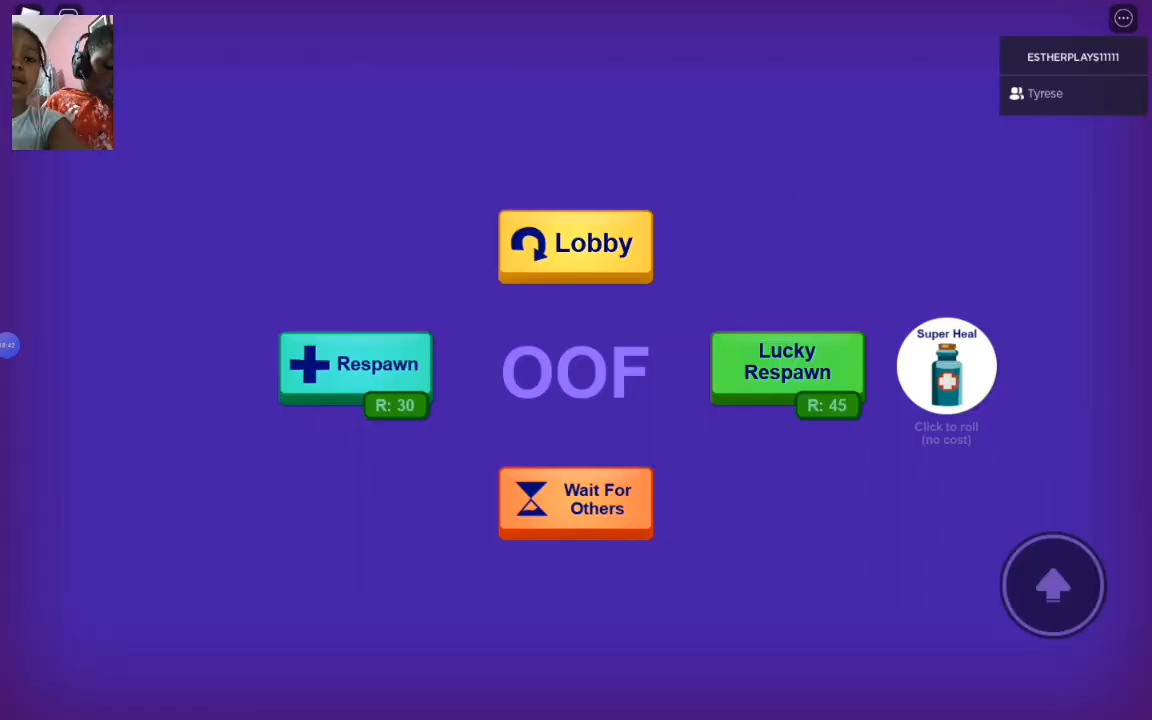 ESTHERPLAYS11111
Tyrese
Lobby
Super Heal
Respawn
R: 30
OOF
Lucky
Respawn
R: 45
Click to roll
(no cost)
Wait For
Others